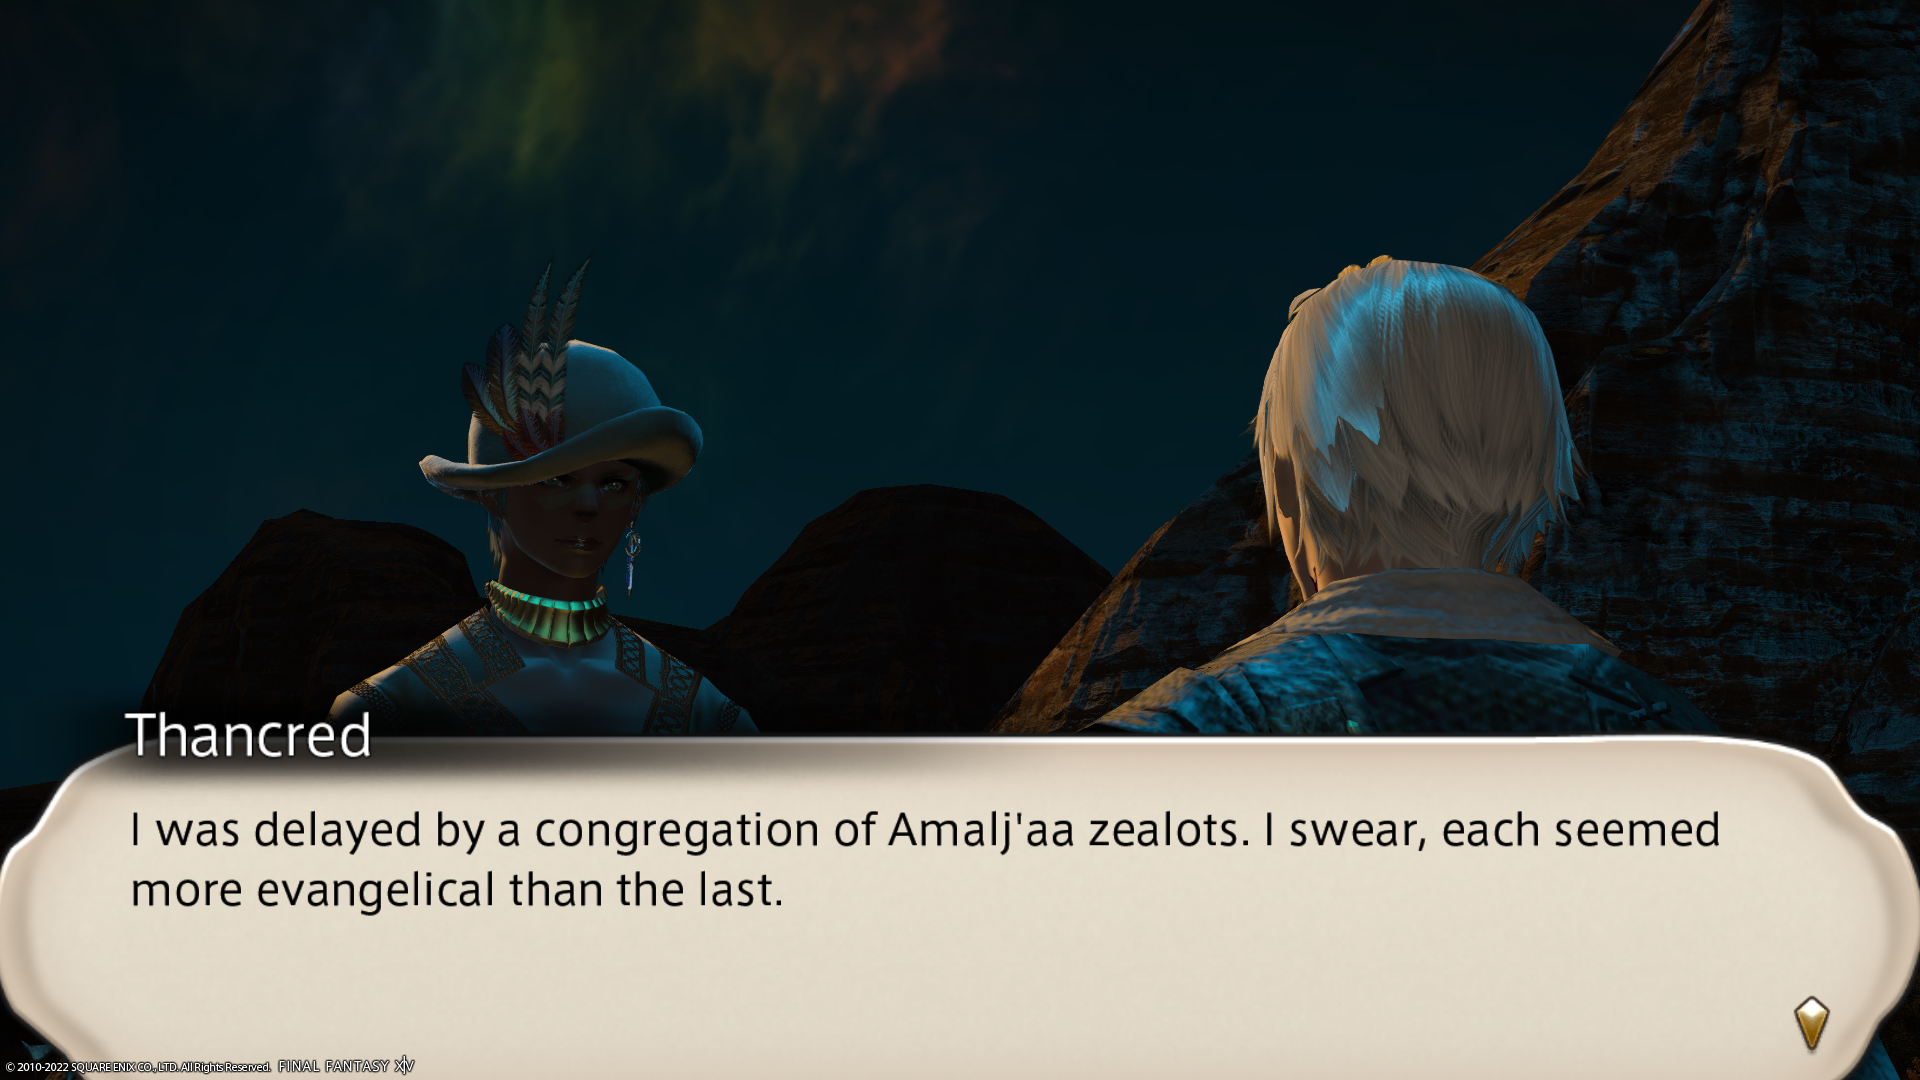 Thancred
I was delayed by a congregation of Amalj'aa zealots. I swear, each seemed
more evangelical than the last.
© 2010-2022 SQUARE ENIX CO., LTD. All Rights Reserved. FINAL FANTASY XIV